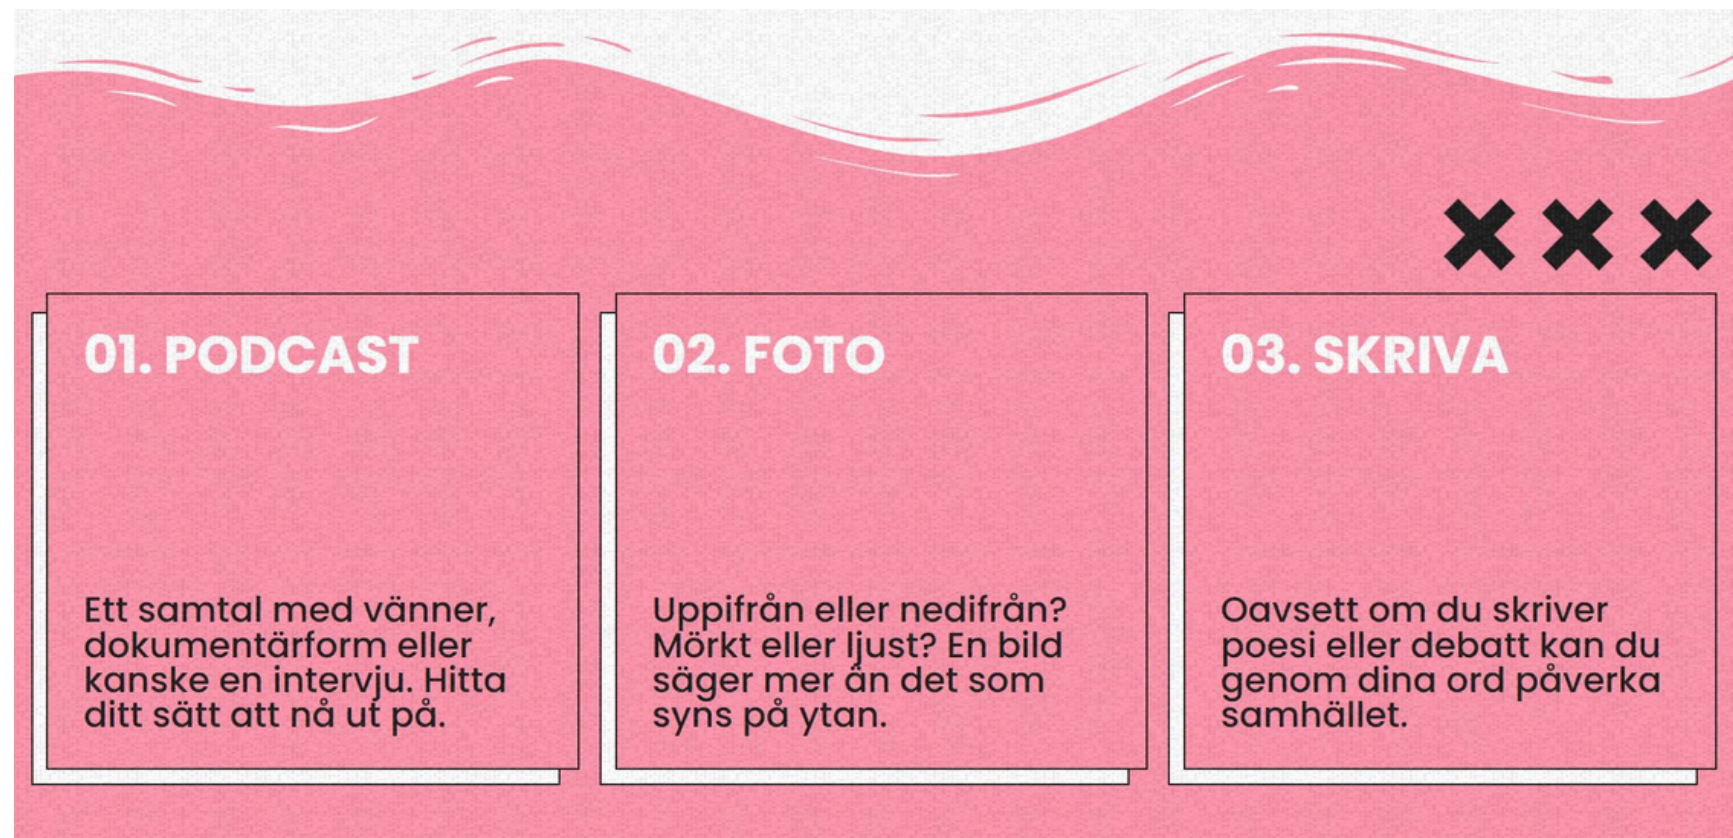 01. PODCAST
Ett samtal med vänner,
dokumentärform eller
kanske en intervju. Hitta
ditt sätt att nå ut på.
02. FOTO
Uppifrån eller nedifrån?
Mörkt eller ljust? En bild
säger mer än det som
syns på ytan.
03. SKRIVA
Oavsett om du skriver
poesi eller debatt kan du
genom dina ord påverka
samhället.